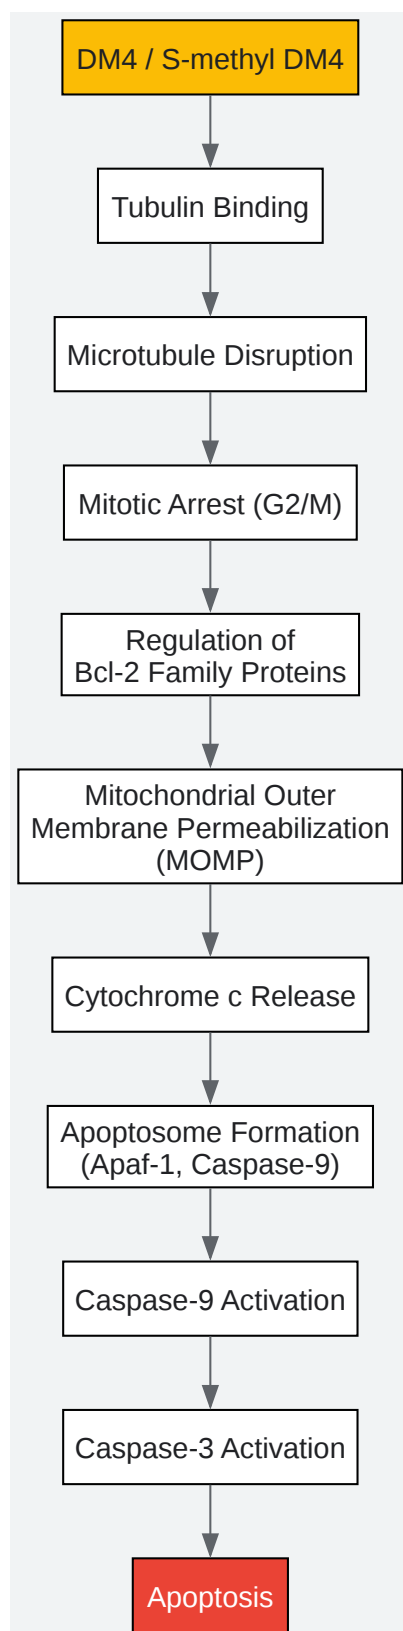 DM4 / S-methyl DM4
Tubulin Binding
Microtubule Disruption
Mitotic Arrest (G2/M)
Regulation of
Bcl-2 Family Proteins
Mitochondrial Outer
Membrane Permeabilization
(MOMP)
Cytochrome c Release
Apoptosome Formation
(Apaf-1, Caspase-9)
Caspase-9 Activation
Caspase-3 Activation
Apoptosis